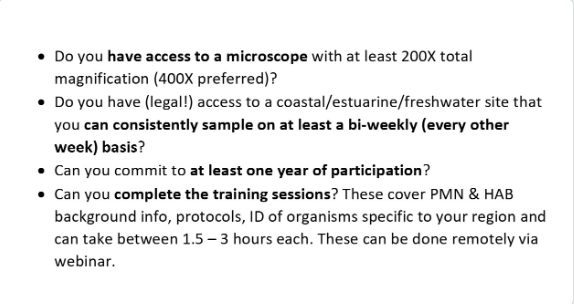 • Do you have access to a microscope with at least 200X total
magnification (400X preferred)?
• Do you have (legal!) access to a coastal/estuarine/freshwater site that
you can consistently sample on at least a bi-weekly (every other
week) basis?
• Can you commit to at least one year of participation?
• Can you complete the training sessions? These cover PMN & HAB
background info, protocols, ID of organisms specific to your region and
can take between 1.5 – 3 hours each. These can be done remotely via
webinar.